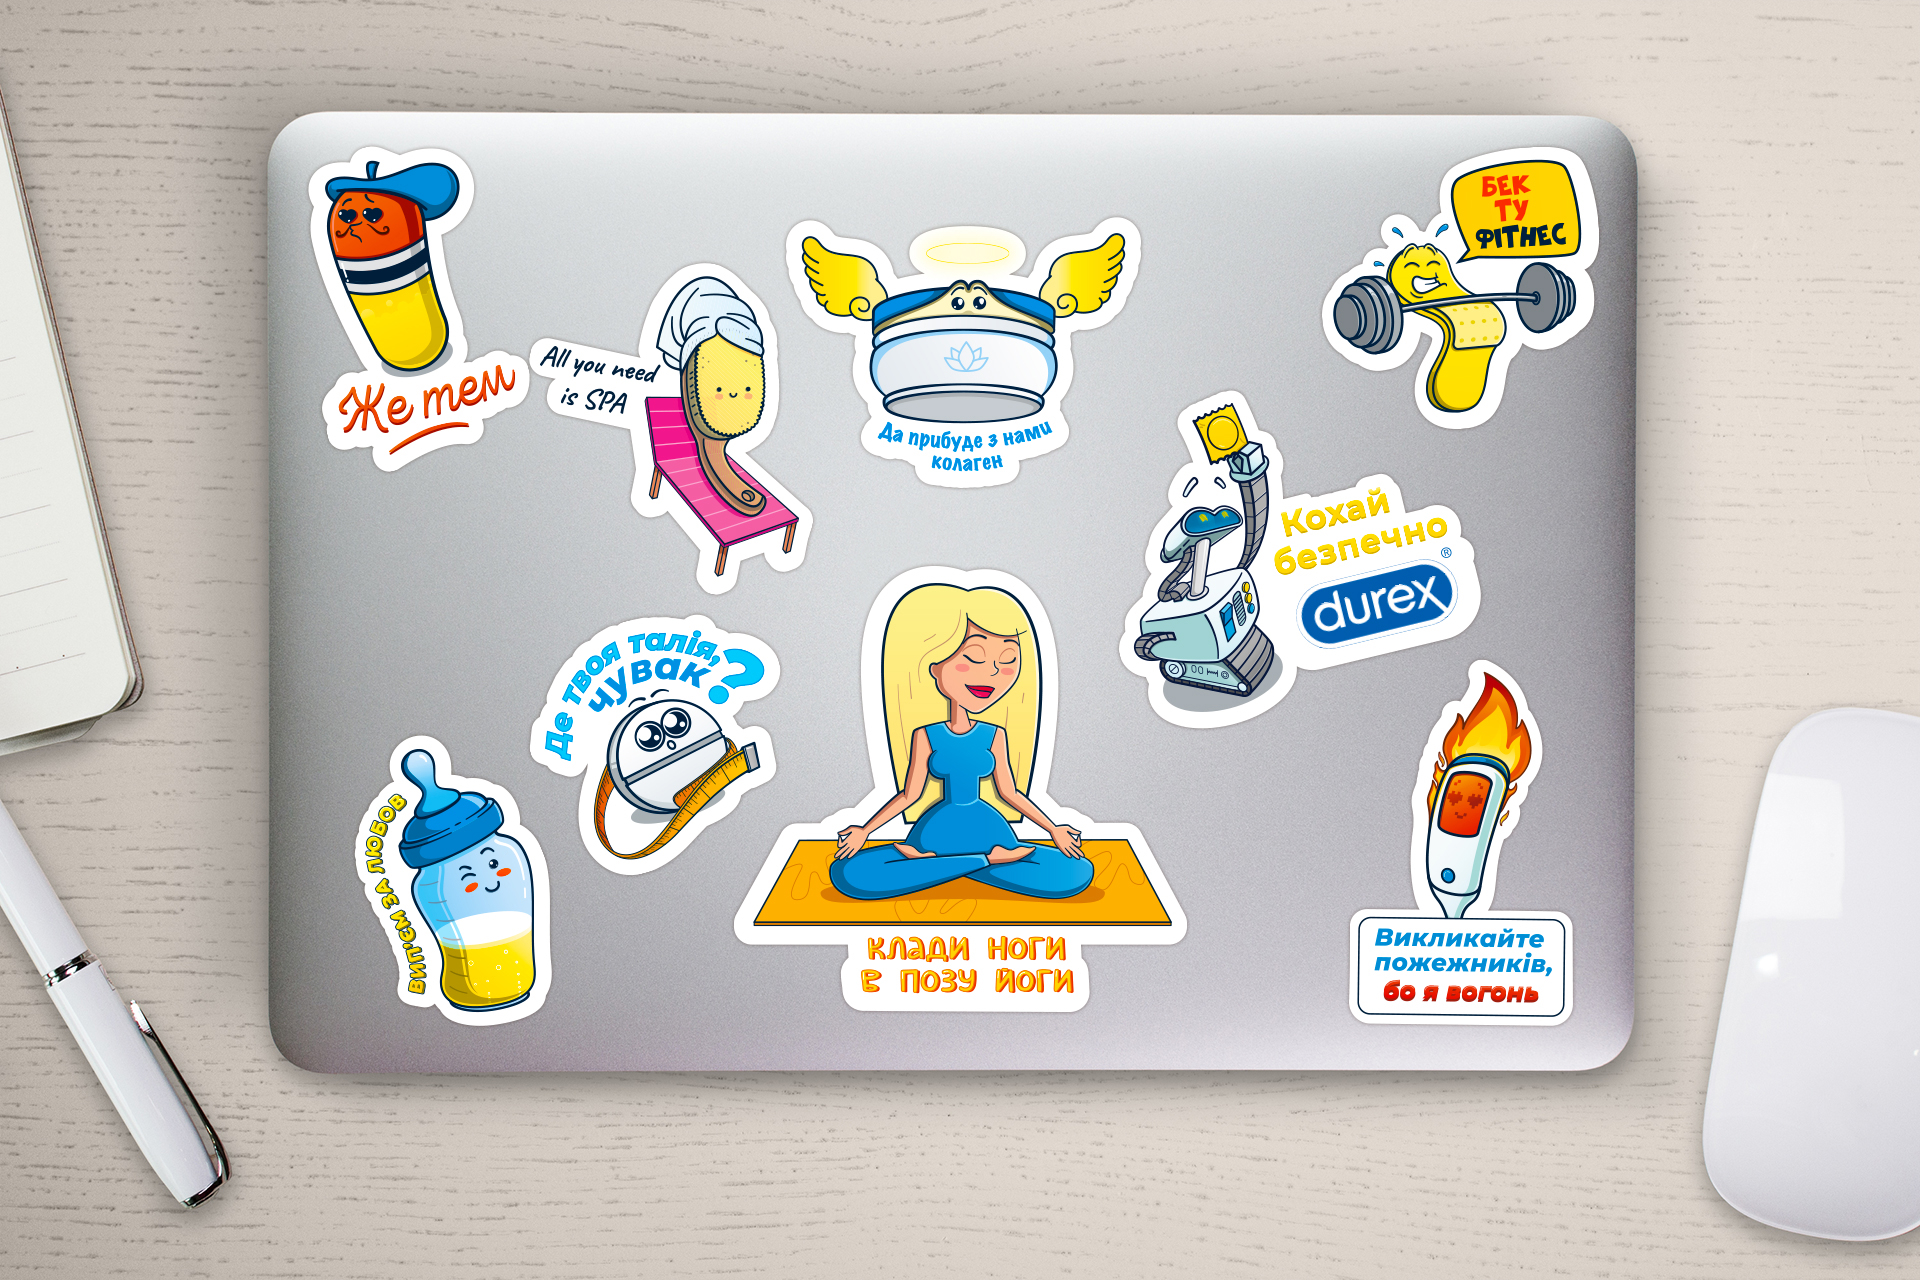 Же тем
All you need
is SPA
Да прибуде з нами
колаген
БЕК
ТУ
ФІТНЕС
Кохай
безпечно
durex
®
Де твоя талія,
чувак?
ВИП'ЄМ ЗА ЛЮБОВ
КЛАДИ НОГИ
В ПОЗУ ЙОГИ
Викликайте
пожежників,
бо я вогонь